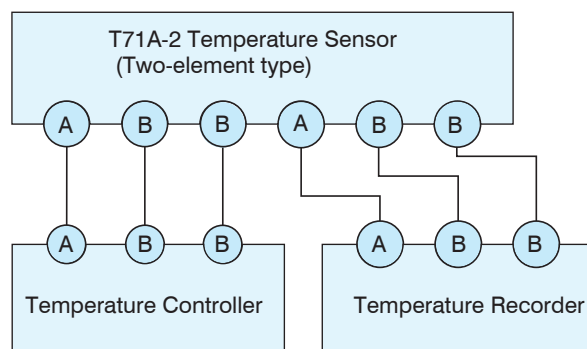 T71A-2 Temperature Sensor
(Two-element type)
A B B A B B
A B B A B B
Temperature Controller Temperature Recorder